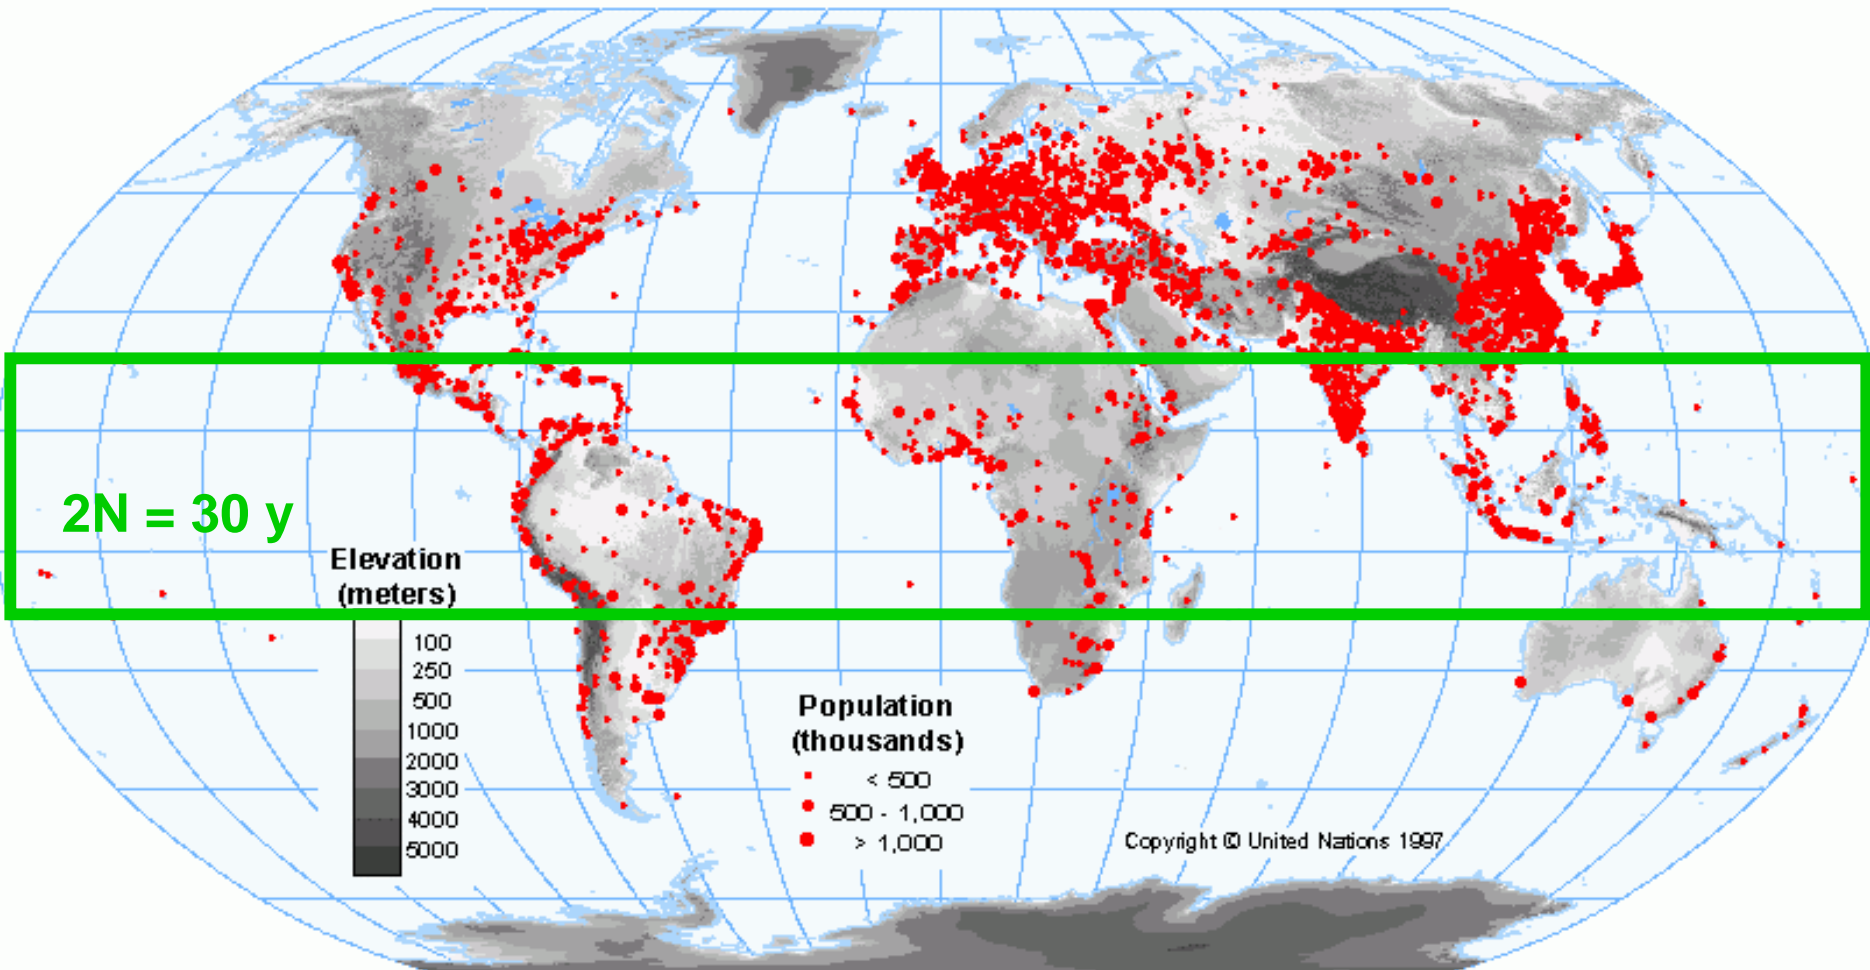 2N = 30 y
Elevation
(meters)
100
250
500
1000
2000
3000
4000
5000
Population
(thousands)
< 500
500 - 1,000
> 1,000
Copyright © United Nations 1997